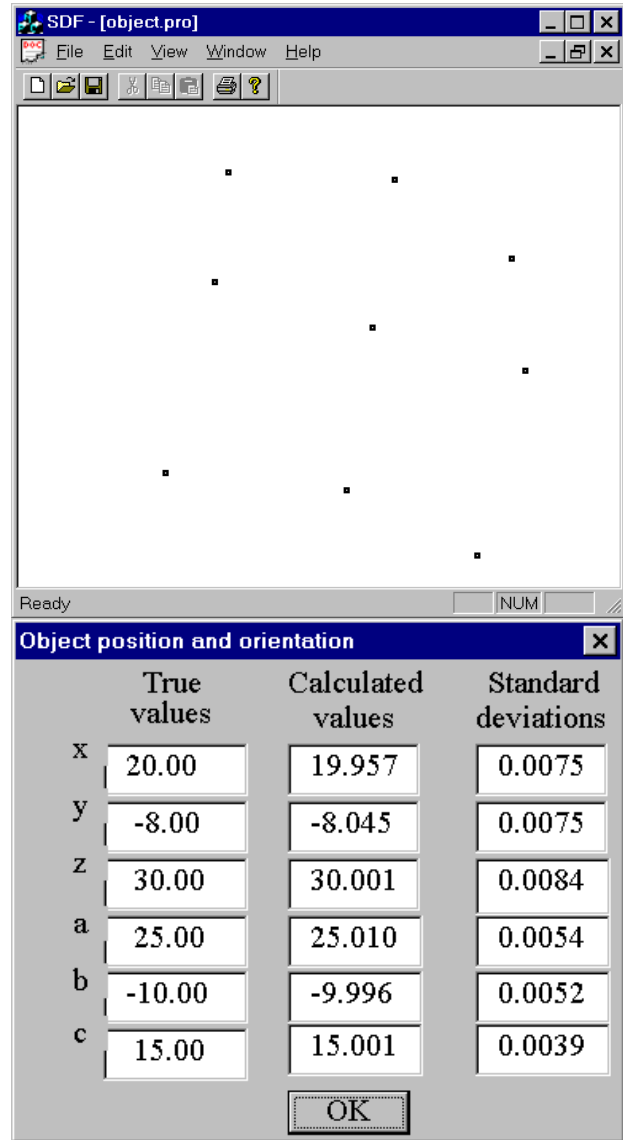 SDF - [object.pro]
File Edit View Window Help
Ready NUM
Object position and orientation
True values Calculated values Standard deviations
x 20.00 19.957 0.0075
y -8.00 -8.045 0.0075
z 30.00 30.001 0.0084
a 25.00 25.010 0.0054
b -10.00 -9.996 0.0052
c 15.00 15.001 0.0039
OK